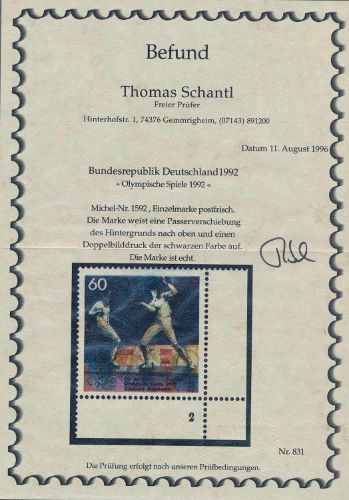 Befund
Thomas Schantl
Freier Prüfer
Hinterhofstr. 1, 74376 Gemmrigheim, (07143) 891200
Datum 11. August 1996
Bundesrepublik Deutschland1992
» Olympische Spiele 1992 «
Michel-Nr. 1592 , Einzelmarke postfrisch.
Die Marke weist eine Passerverschiebung
des Hintergrunds nach oben und einen
Doppelbilddruck der schwarzen Farbe auf.
Die Marke ist echt.
60
2
Nr. 831
Die Prüfung erfolgt nach unseren Prüfbedingungen.